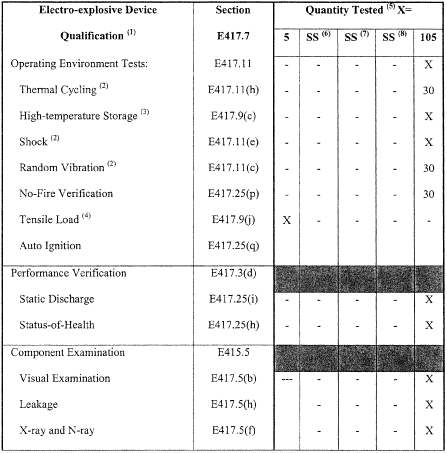 Electro-explosive Device Section Quantity Tested (5) X=
Qualification (1) E417.7 5 SS (6) SS (7) SS (8) 105
Operating Environment Tests: E417.11 - - - - X
Thermal Cycling (2) E417.11(h) - - - - 30
High-temperature Storage (3) E417.9(c) - - - - X
Shock (2) E417.11(e) - - - - X
Random Vibration (2) E417.11(c) - - - - 30
No-Fire Verification E417.25(p) - - - - 30
Tensile Load (4) E417.9(j) X - - - -
Auto Ignition E417.25(q)
Performance Verification E417.3(d)
Static Discharge E417.25(i) - - - - X
Status-of-Health E417.25(h) - - - - X
Component Examination E415.5
Visual Examination E417.5(b) --- - - - X
Leakage E417.5(h) - - - X
X-ray and N-ray E417.5(f) - - - X